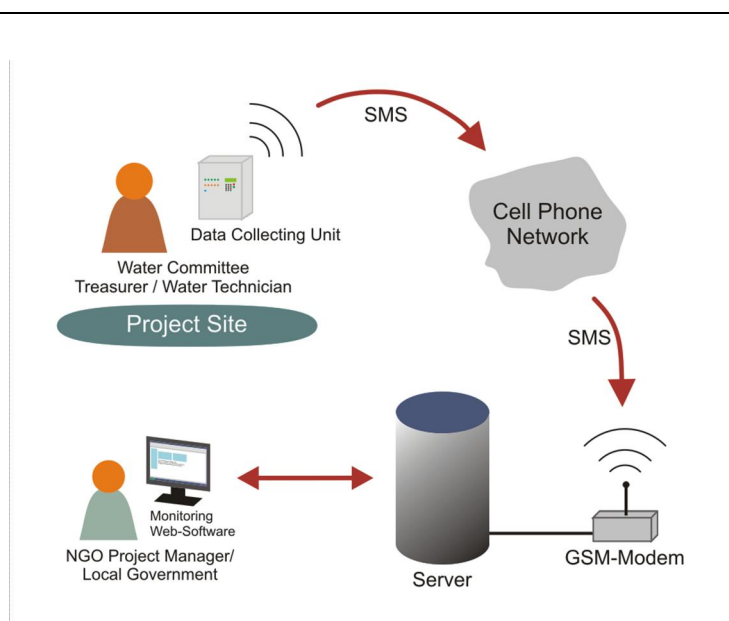 SMS
Cell Phone
Network
Data Collecting Unit
Water Committee
Treasurer / Water Technician
Project Site
SMS
Monitoring
Web-Software
NGO Project Manager/
Local Government
Server
GSM-Modem